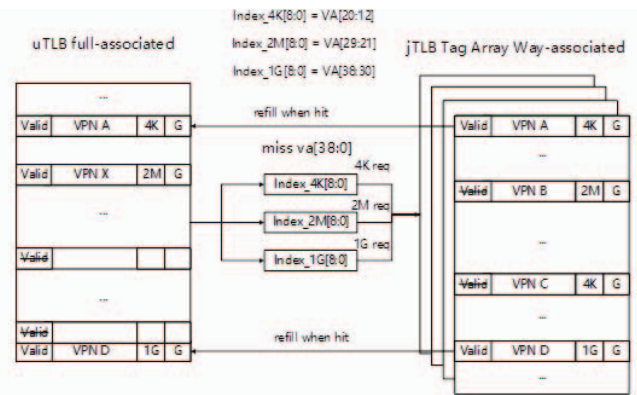 Index_4K[8:0] = VA[20:12]
uTLB full-associated
Index_2M[8:0] = VA[29:21]
jTLB Tag Array Way-associated
Index_1G[8:0] = VA[38:30]
...
refill when hit
Valid VPN A 4K G
Valid VPN A 4K G
miss va[38:0]
...
4K req
Valid VPN X 2M G
Index_4K[8:0]
Valid VPN B 2M G
2M req
...
Index_2M[8:0]
...
1G req
Valid
Index_1G[8:0]
Valid VPN C 4K G
...
...
Valid
refill when hit
Valid VPN D 1G G
Valid VPN D 1G G
...